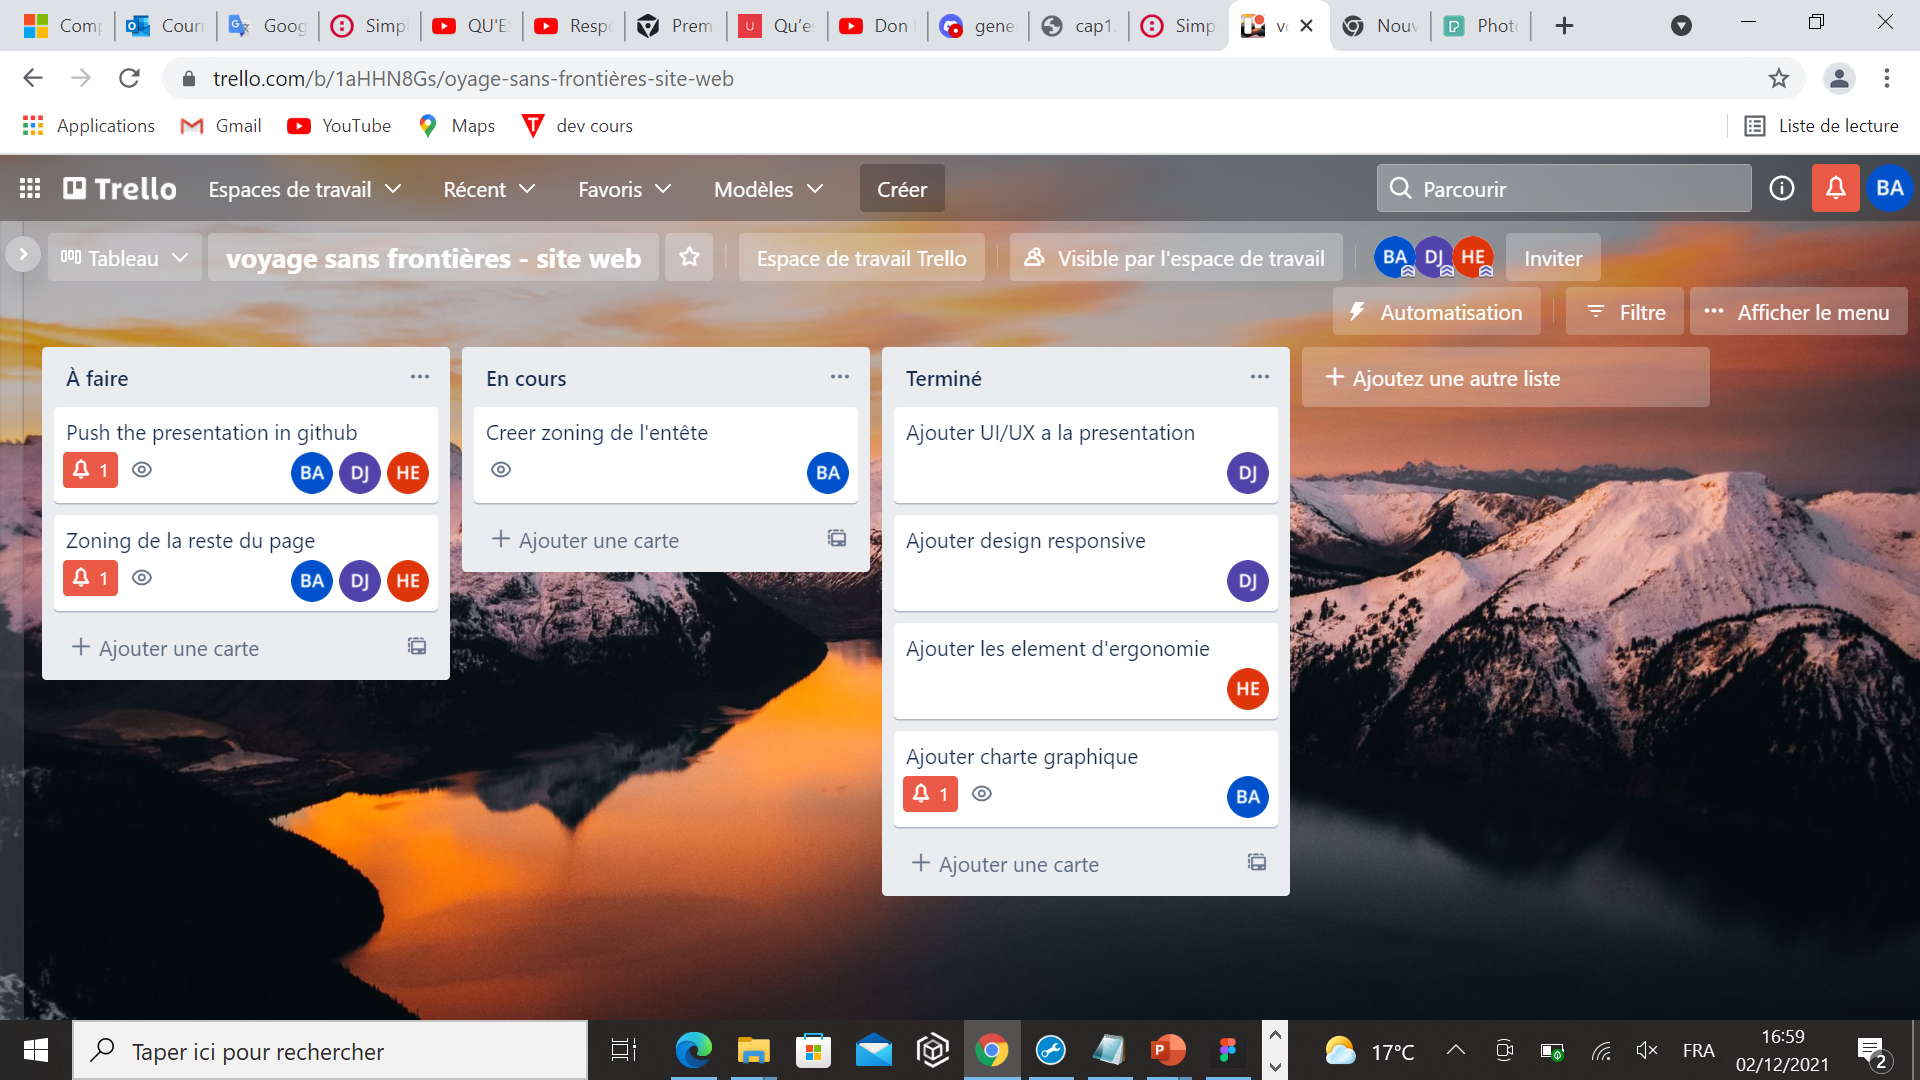 Com
Cour
Goog
Simp
QU'E
Resp
Prem
Qu'es
Don
gene
cap1.
Simp
vo
Nouv
Photo
trello.com/b/1aHHN8Gs/oyage-sans-frontières-site-web
Applications
Gmail
YouTube
Maps
dev cours
Liste de lecture
Trello
Espaces de travail
Récent
Favoris
Modèles
Créer
Parcourir
BA
Tableau
voyage sans frontières - site web
Espace de travail Trello
Visible par l'espace de travail
BA DJ HE
Inviter
Automatisation
Filtre
Afficher le menu
À faire
Push the presentation in github
1
BA DJ HE
Zoning de la reste du page
1
BA DJ HE
Ajouter une carte
En cours
Creer zoning de l'entête
BA
Ajouter une carte
Terminé
Ajouter UI/UX a la presentation
DJ
Ajouter design responsive
DJ
Ajouter les element d'ergonomie
HE
Ajouter charte graphique
1
BA
Ajouter une carte
Ajoutez une autre liste
Taper ici pour rechercher
17°C
FRA
16:59
02/12/2021
2